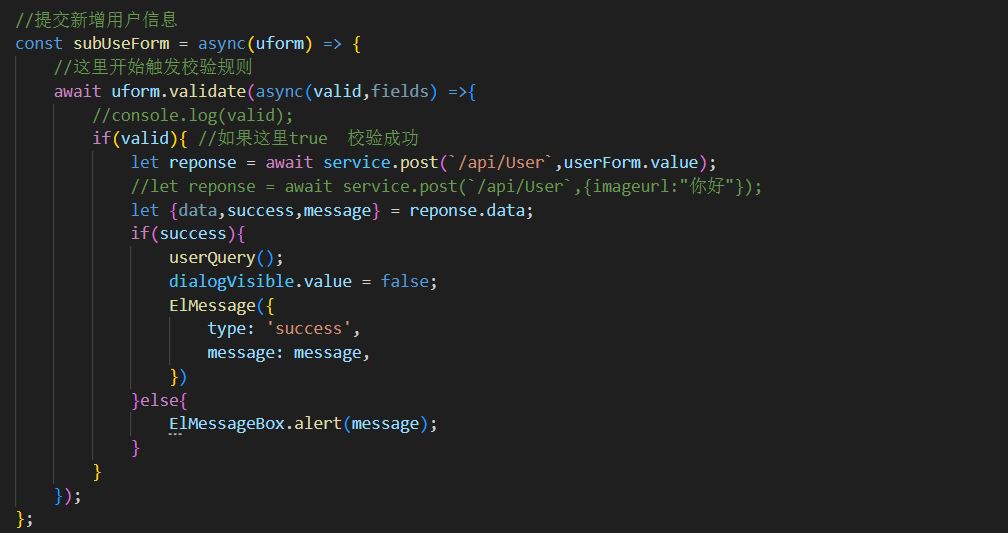 //提交新增用户信息
const subUseForm = async(uform) => {
//这里开始触发校验规则
await uform.validate(async(valid,fields) =>{
//console.log(valid);
if(valid){ //如果这里true  校验成功
let reponse = await service.post(`/api/User`,userForm.value);
//let reponse = await service.post(`/api/User`,{imageurl:"你好"});
let {data,success,message} = reponse.data;
if(success){
userQuery();
dialogVisible.value = false;
ElMessage({
type: 'success',
message: message,
})
}else{
ElMessageBox.alert(message);
}
}
});
};